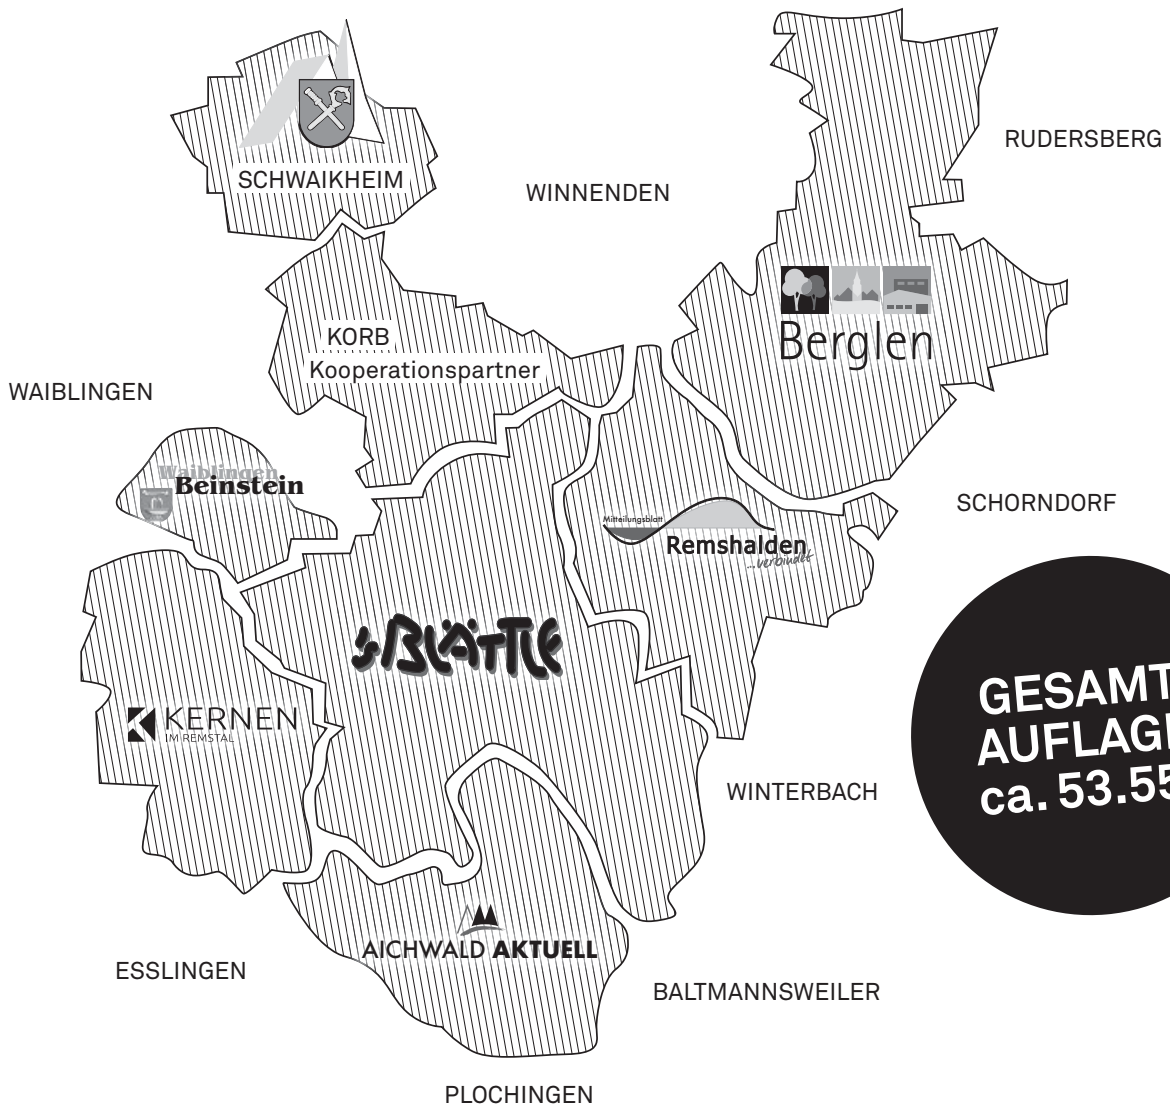 RUDERSBERG
SCHWAIKHEIM
WINNENDEN
Berglen
KORB
Kooperationspartner
WAIBLINGEN
Waiblingen
Beinstein
SCHORNDORF
Mitteilungsblatt
Remshalden
...verbindet
's BLÄTTLE
GESAMT
AUFLAG
ca. 53.55
KERNEN
IM REMSTAL
WINTERBACH
AICHWALD AKTUELL
ESSLINGEN
BALTMANNSWEILER
PLOCHINGEN